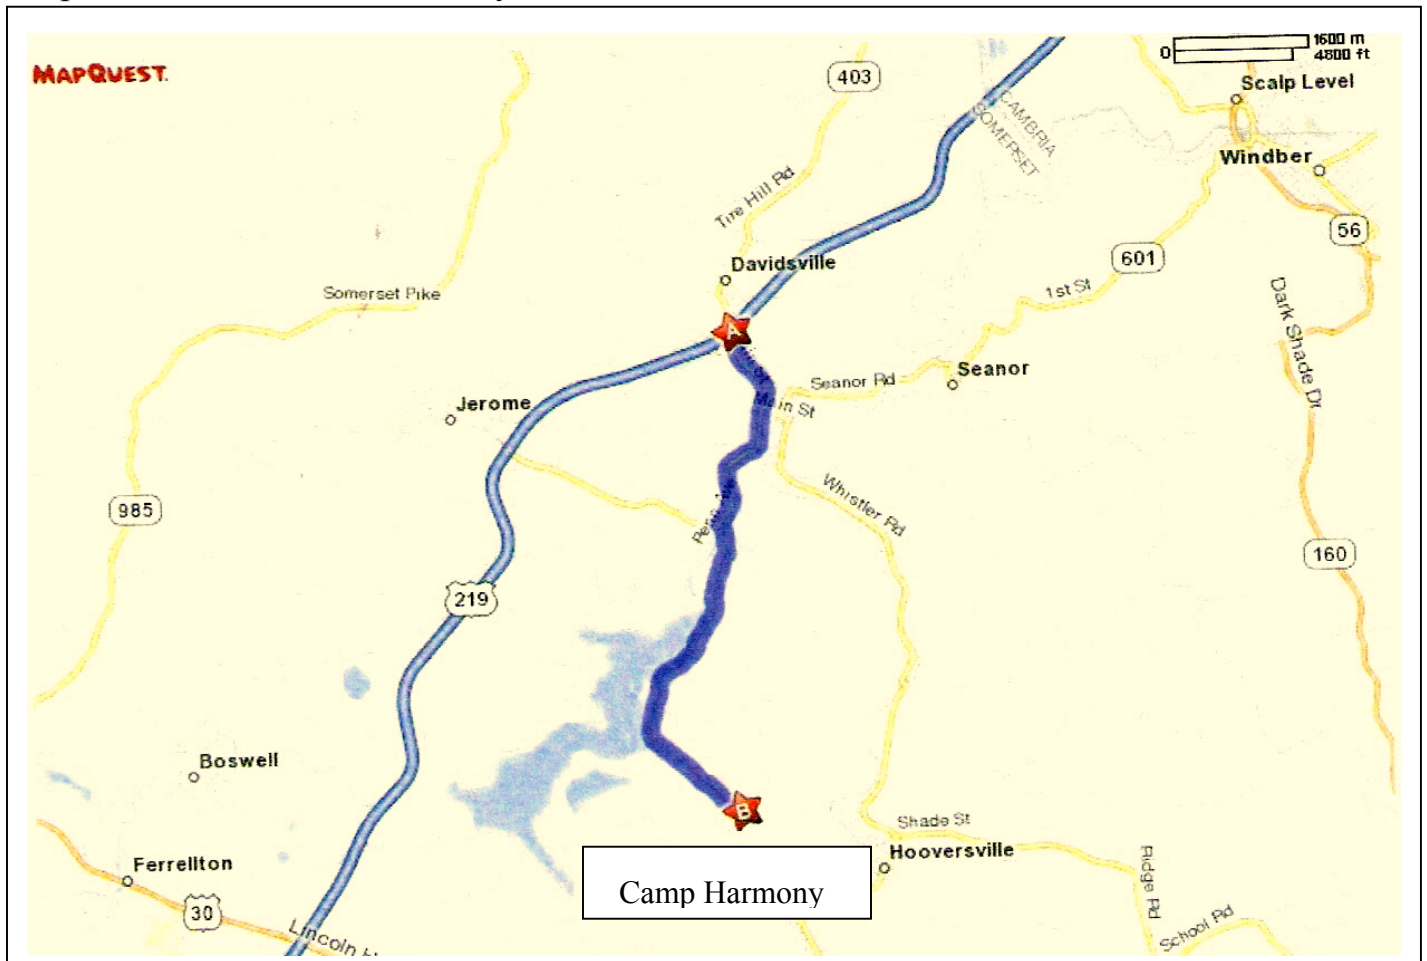 MAPQUEST.
0
1600 m
4800 ft
403
Scalp Level
CAMBRIA
SOMERSET
Windber
Tire Hill Rd
56
Davidsville
601
1st St
Somerset Pike
Dark Shade Dr
A
Seanor
Seanor Rd
Main St
Jerome
Whistler Rd
985
160
219
Boswell
B
Shade St
Hooversville
Ferrellton
Ridge Rd
Camp Harmony
30
School Rd
Lincoln H